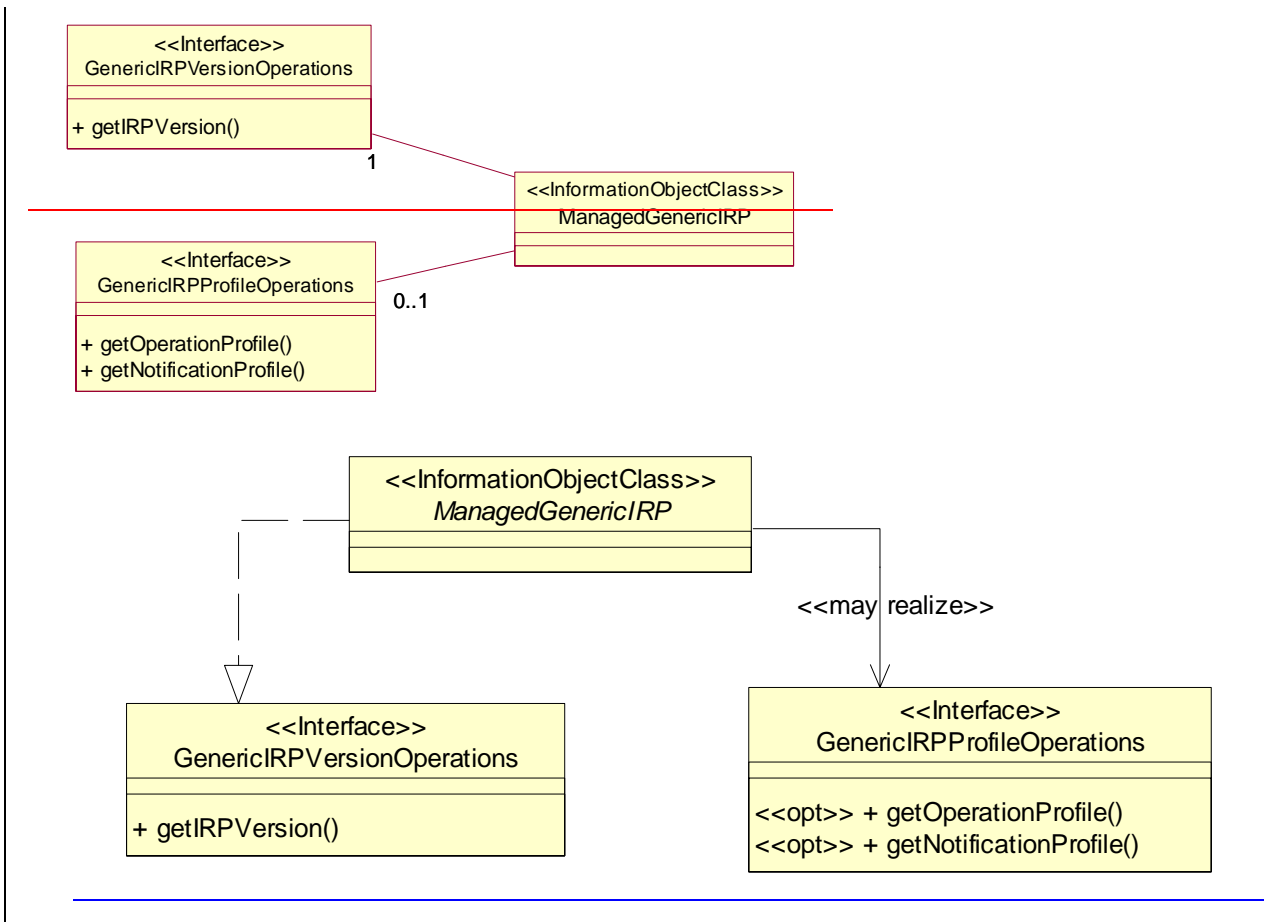 <<Interface>>
GenericIRPVersionOperations
+ getIRPVersion()
1
<<InformationObjectClass>>
ManagedGenericIRP
<<Interface>>
GenericIRPProfileOperations
+ getOperationProfile()
+ getNotificationProfile()
0..1
<<InformationObjectClass>>
ManagedGenericIRP
<<may realize>>
<<Interface>>
GenericIRPVersionOperations
+ getIRPVersion()
<<Interface>>
GenericIRPProfileOperations
<<opt>> + getOperationProfile()
<<opt>> + getNotificationProfile()